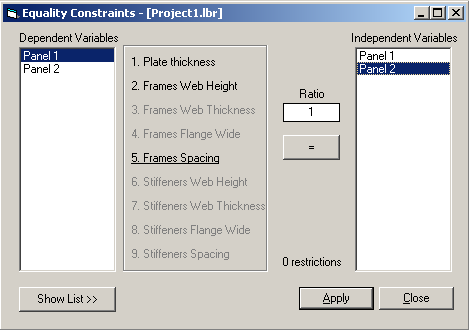 Equality Constraints - [Project1.lbr]
Dependent Variables
Independent Variables
Panel 1
Panel 2
1. Plate thickness
2. Frames Web Height
3. Frames Web Thickness
4. Frames Flange Wide
5. Frames Spacing
6. Stiffeners Web Height
7. Stiffeners Web Thickness
8. Stiffeners Flange Wide
9. Stiffeners Spacing
Ratio
1
=
0 restrictions
Panel 1
Panel 2
Show List >>
Apply
Close